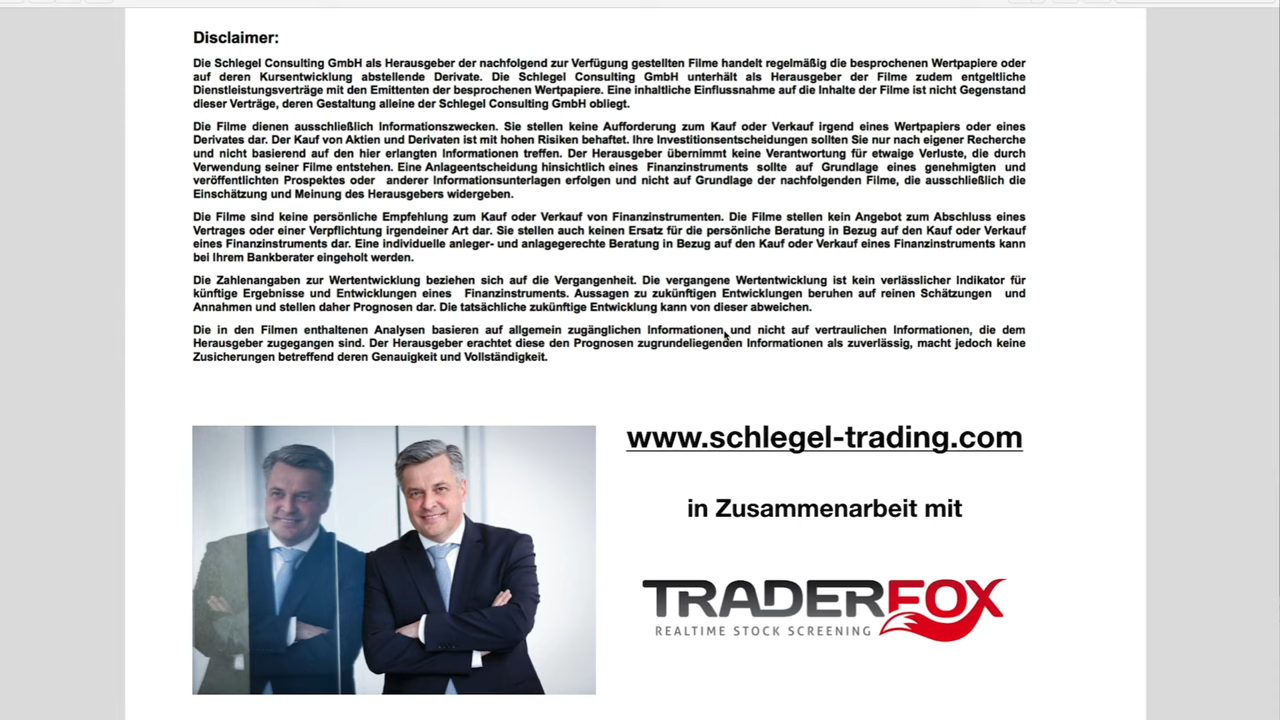 Disclaimer:
Die Schlegel Consulting GmbH als Herausgeber der nachfolgend zur Verfügung gestellten Filme handelt regelmäßig die besprochenen Wertpapiere oder
auf deren Kursentwicklung abstellende Derivate. Die Schlegel Consulting GmbH unterhält als Herausgeber der Filme zudem entgeltliche
Dienstleistungsverträge mit den Emittenten der besprochenen Wertpapiere. Eine inhaltliche Einflussnahme auf die Inhalte der Filme ist nicht Gegenstand
dieser Verträge, deren Gestaltung alleine der Schlegel Consulting GmbH obliegt.
Die Filme dienen ausschließlich Informationszwecken. Sie stellen keine Aufforderung zum Kauf oder Verkauf irgend eines Wertpapiers oder eines
Derivates dar. Der Kauf von Aktien und Derivaten ist mit hohen Risiken behaftet. Ihre Investitionsentscheidungen sollten Sie nur nach eigener Recherche
und nicht basierend auf den hier erlangten Informationen treffen. Der Herausgeber übernimmt keine Verantwortung für etwaige Verluste, die durch
Verwendung seiner Filme entstehen. Eine Anlageentscheidung hinsichtlich eines Finanzinstruments sollte auf Grundlage eines genehmigten und
veröffentlichten Prospektes oder anderer Informationsunterlagen erfolgen und nicht auf Grundlage der nachfolgenden Filme, die ausschließlich die
Einschätzung und Meinung des Herausgebers widergeben.
Die Filme sind keine persönliche Empfehlung zum Kauf oder Verkauf von Finanzinstrumenten. Die Filme stellen kein Angebot zum Abschluss eines
Vertrages oder einer Verpflichtung irgendeiner Art dar. Sie stellen auch keinen Ersatz für die persönliche Beratung in Bezug auf den Kauf oder Verkauf
eines Finanzinstruments dar. Eine individuelle anleger- und anlagegerechte Beratung in Bezug auf den Kauf oder Verkauf eines Finanzinstruments kann
bei Ihrem Bankberater eingeholt werden.
Die Zahlenangaben zur Wertentwicklung beziehen sich auf die Vergangenheit. Die vergangene Wertentwicklung ist kein verlässlicher Indikator für
künftige Ergebnisse und Entwicklungen eines Finanzinstruments. Aussagen zu zukünftigen Entwicklungen beruhen auf reinen Schätzungen und
Annahmen und stellen daher Prognosen dar. Die tatsächliche zukünftige Entwicklung kann von dieser abweichen.
Die in den Filmen enthaltenen Analysen basieren auf allgemein zugänglichen Informationen und nicht auf vertraulichen Informationen, die dem
Herausgeber zugegangen sind. Der Herausgeber erachtet diese den Prognosen zugrundeliegenden Informationen als zuverlässig, macht jedoch keine
Zusicherungen betreffend deren Genauigkeit und Vollständigkeit.
www.schlegel-trading.com
in Zusammenarbeit mit
TRADERFOX
REALTIME STOCK SCREENING